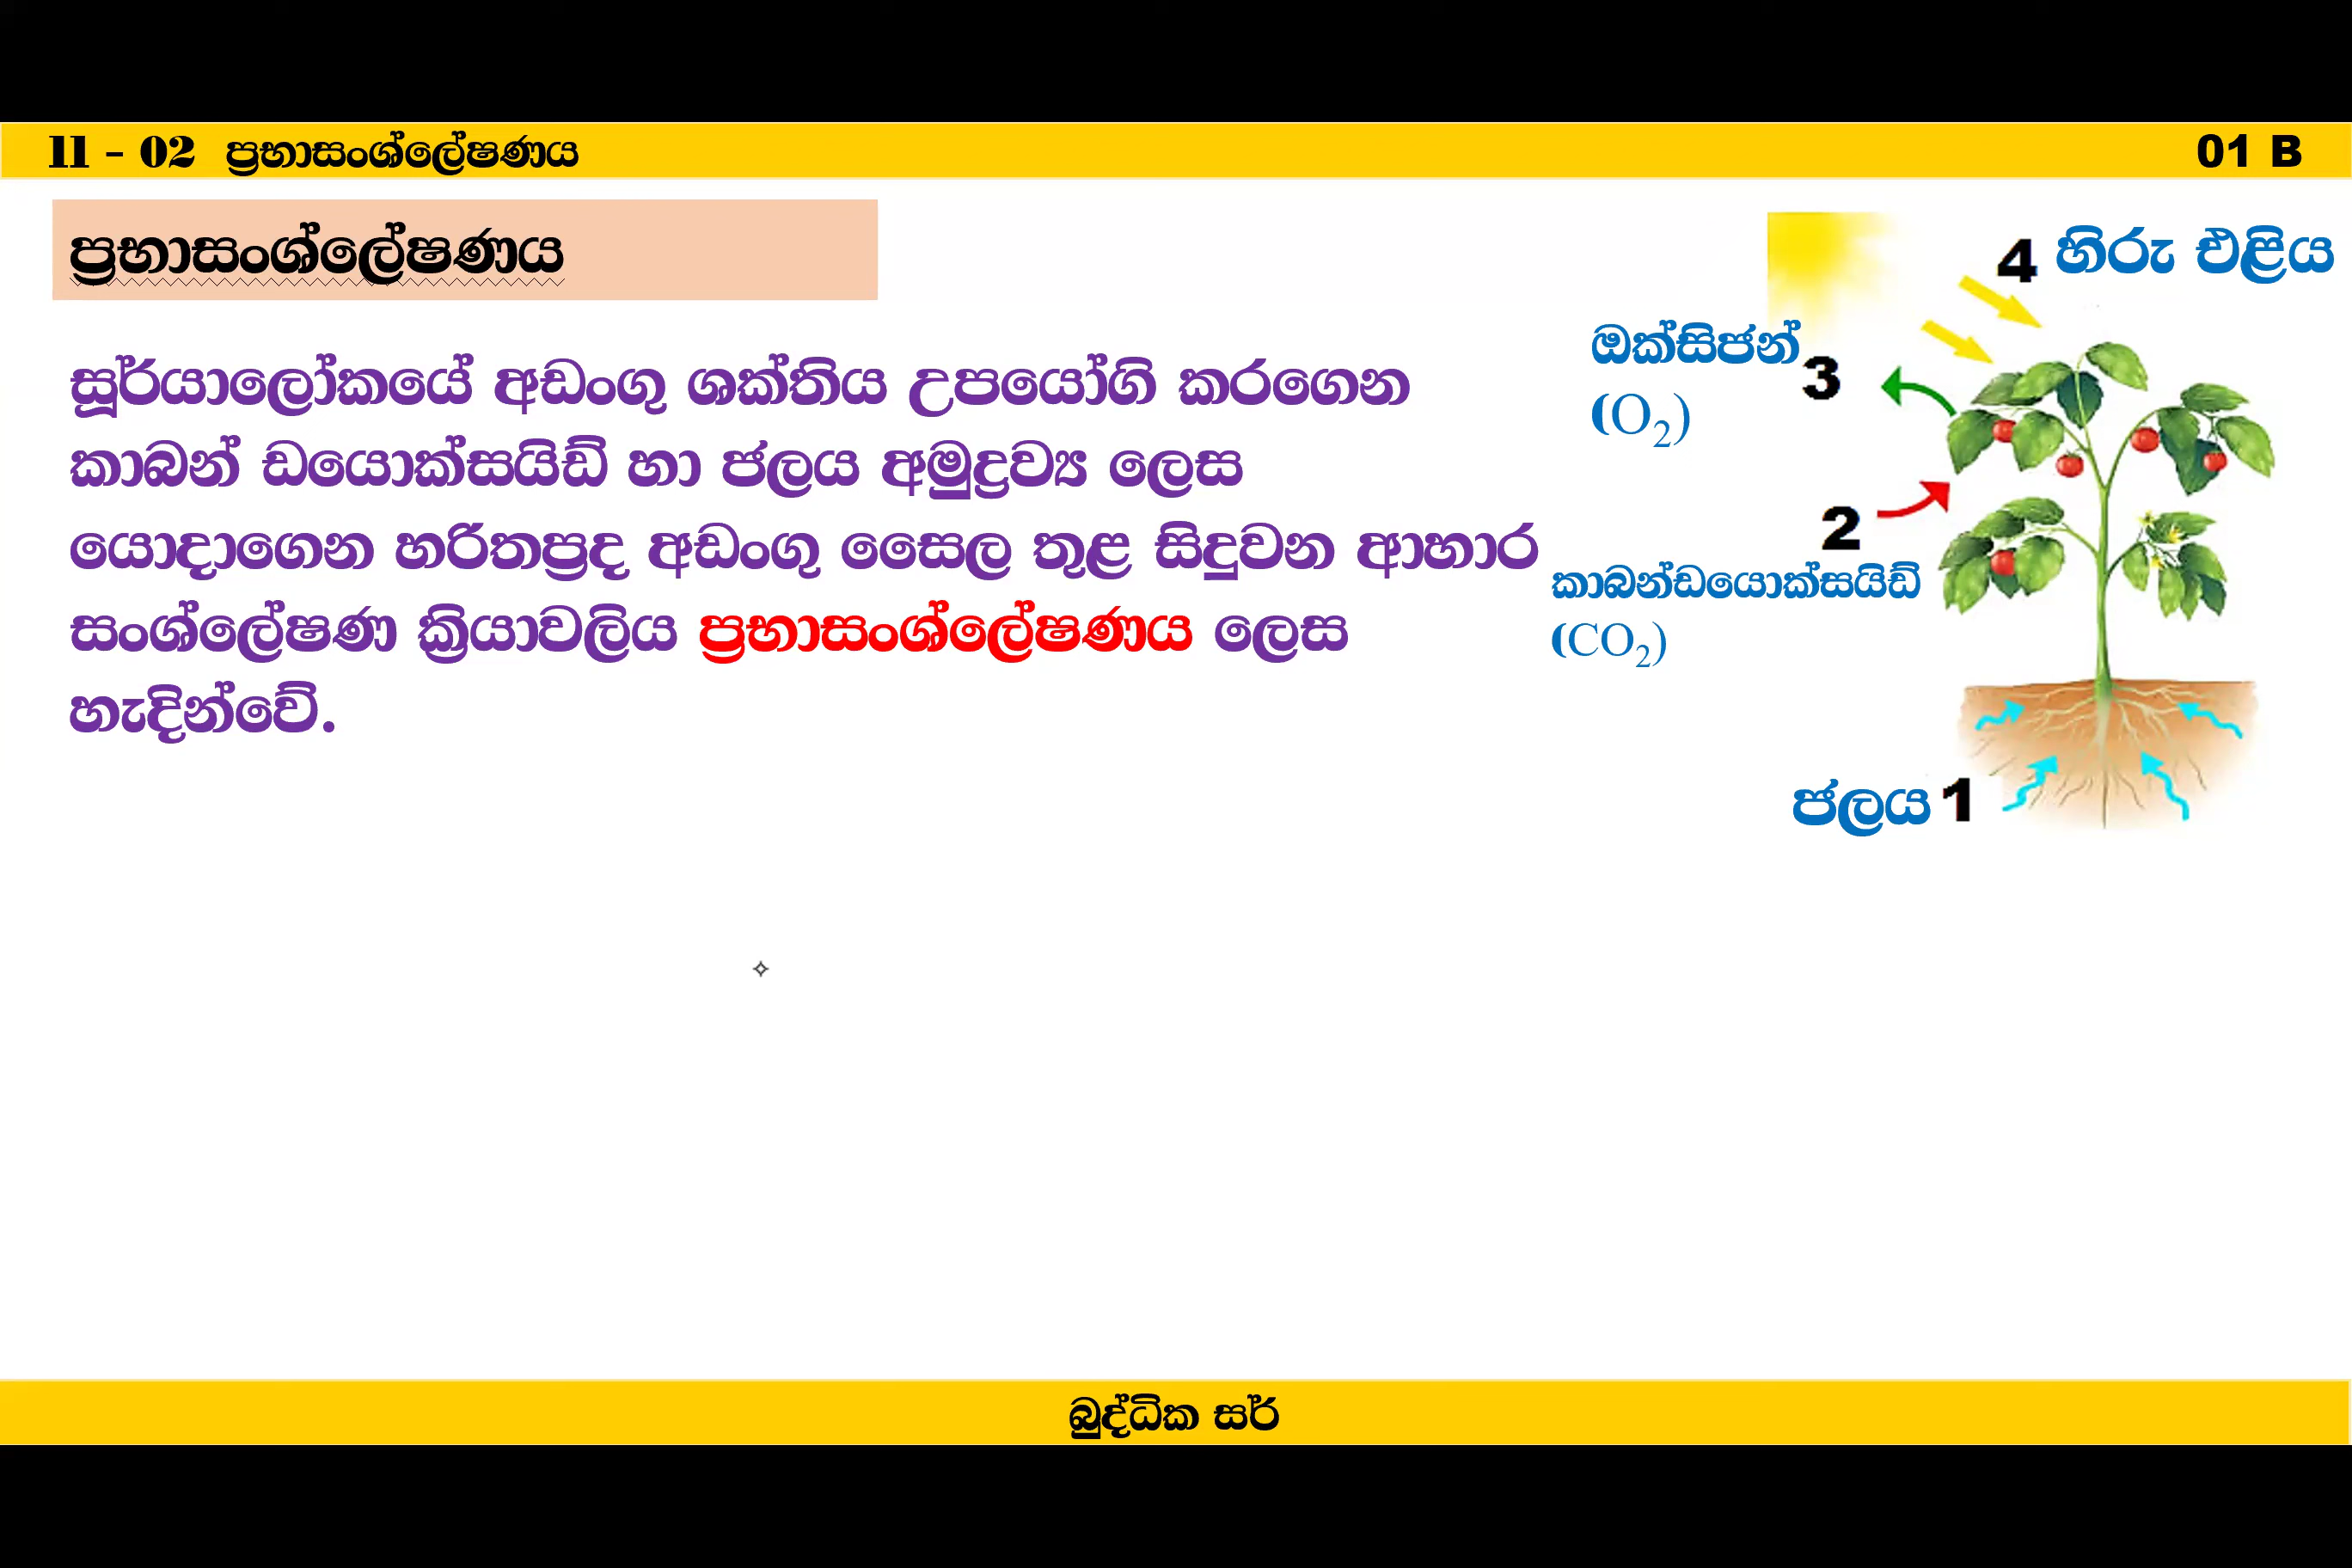 11 - 02 ප්‍රභාසංශ්ලේෂණය
01 B
ප්‍රභාසංශ්ලේෂණය
සූර්යාලෝකයේ අඩංගු ශක්තිය උපයෝගි කරගෙන
කාබන් ඩයොක්සයිඩ් හා ජලය අමුද්‍රව්‍ය ලෙස
යොදාගෙන හරිතප්‍රද අඩංගු සෛල තුළ සිදුවන ආහාර
සංශ්ලේෂණ ක්‍රියාවලිය ප්‍රභාසංශ්ලේෂණය ලෙස
හැඳින්වේ.
4 හිරු එළිය
ඔක්සිජන්
3
(O₂)
2
කාබන්ඩයොක්සයිඩ්
(CO₂)
ජලය 1
බුද්ධික සර්